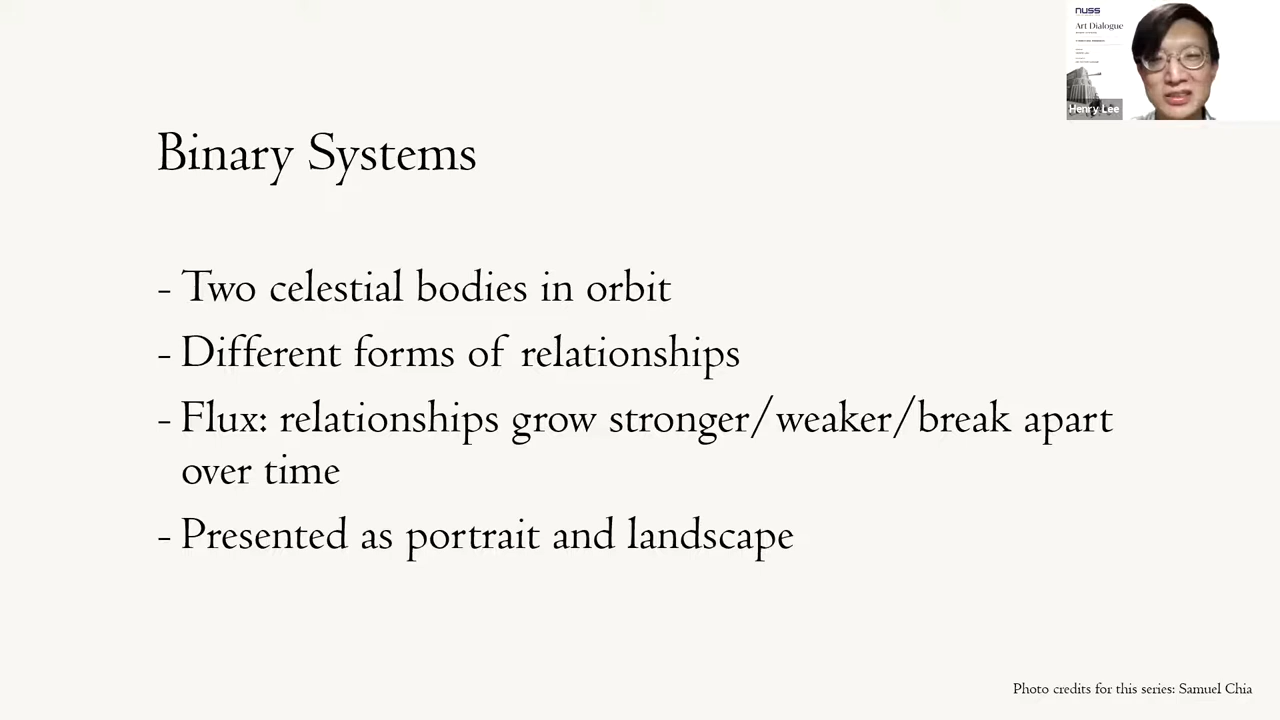 nuss
Art Dialogue
Henry Lee
Binary Systems
- Two celestial bodies in orbit
- Different forms of relationships
- Flux: relationships grow stronger/weaker/break apart
over time
- Presented as portrait and landscape
Photo credits for this series: Samuel Chia